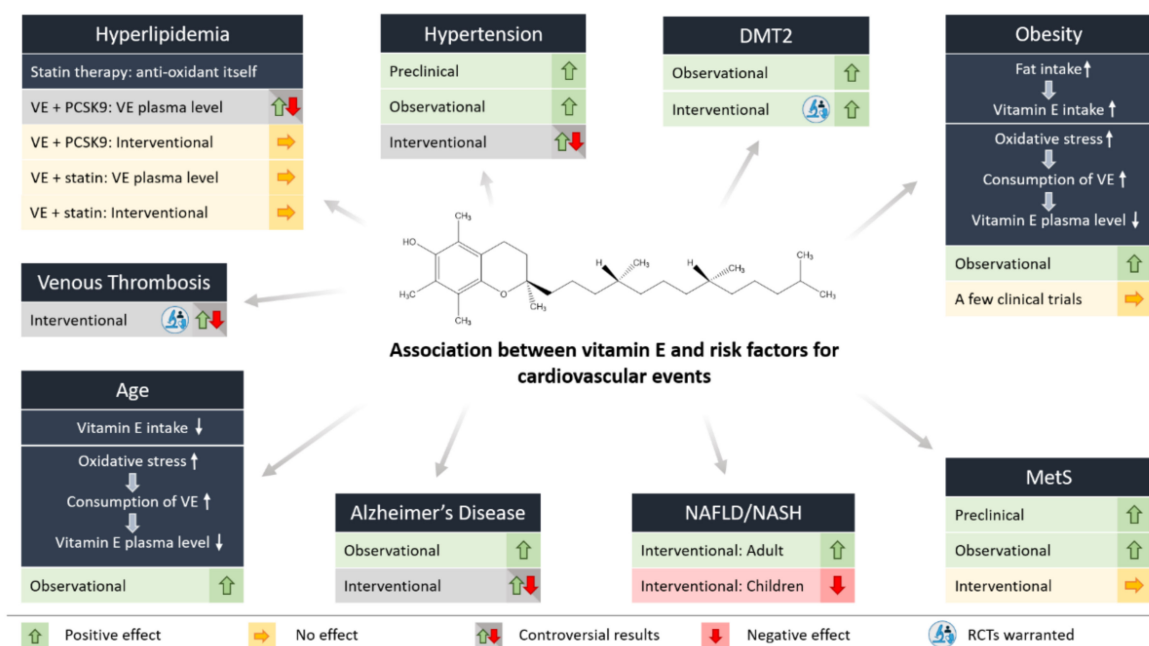 Hyperlipidemia
Statin therapy: anti-oxidant itself
VE + PCSK9: VE plasma level
VE + PCSK9: Interventional
VE + statin: VE plasma level
VE + statin: Interventional
Hypertension
Preclinical
Observational
Interventional
DMT2
Observational
Interventional
Obesity
Fat intake
Vitamin E intake
Oxidative stress
Consumption of VE
Vitamin E plasma level
Observational
A few clinical trials
Venous Thrombosis
Interventional
CH₃
HO
H₃C
CH₃
O
CH₃
H
CH₃
H
CH₃
CH₃
CH₃
Association between vitamin E and risk factors for
cardiovascular events
Age
Vitamin E intake
Oxidative stress
Consumption of VE
Vitamin E plasma level
Observational
Alzheimer's Disease
Observational
Interventional
NAFLD/NASH
Interventional: Adult
Interventional: Children
MetS
Preclinical
Observational
Interventional
Positive effect
No effect
Controversial results
Negative effect
RCTs warranted